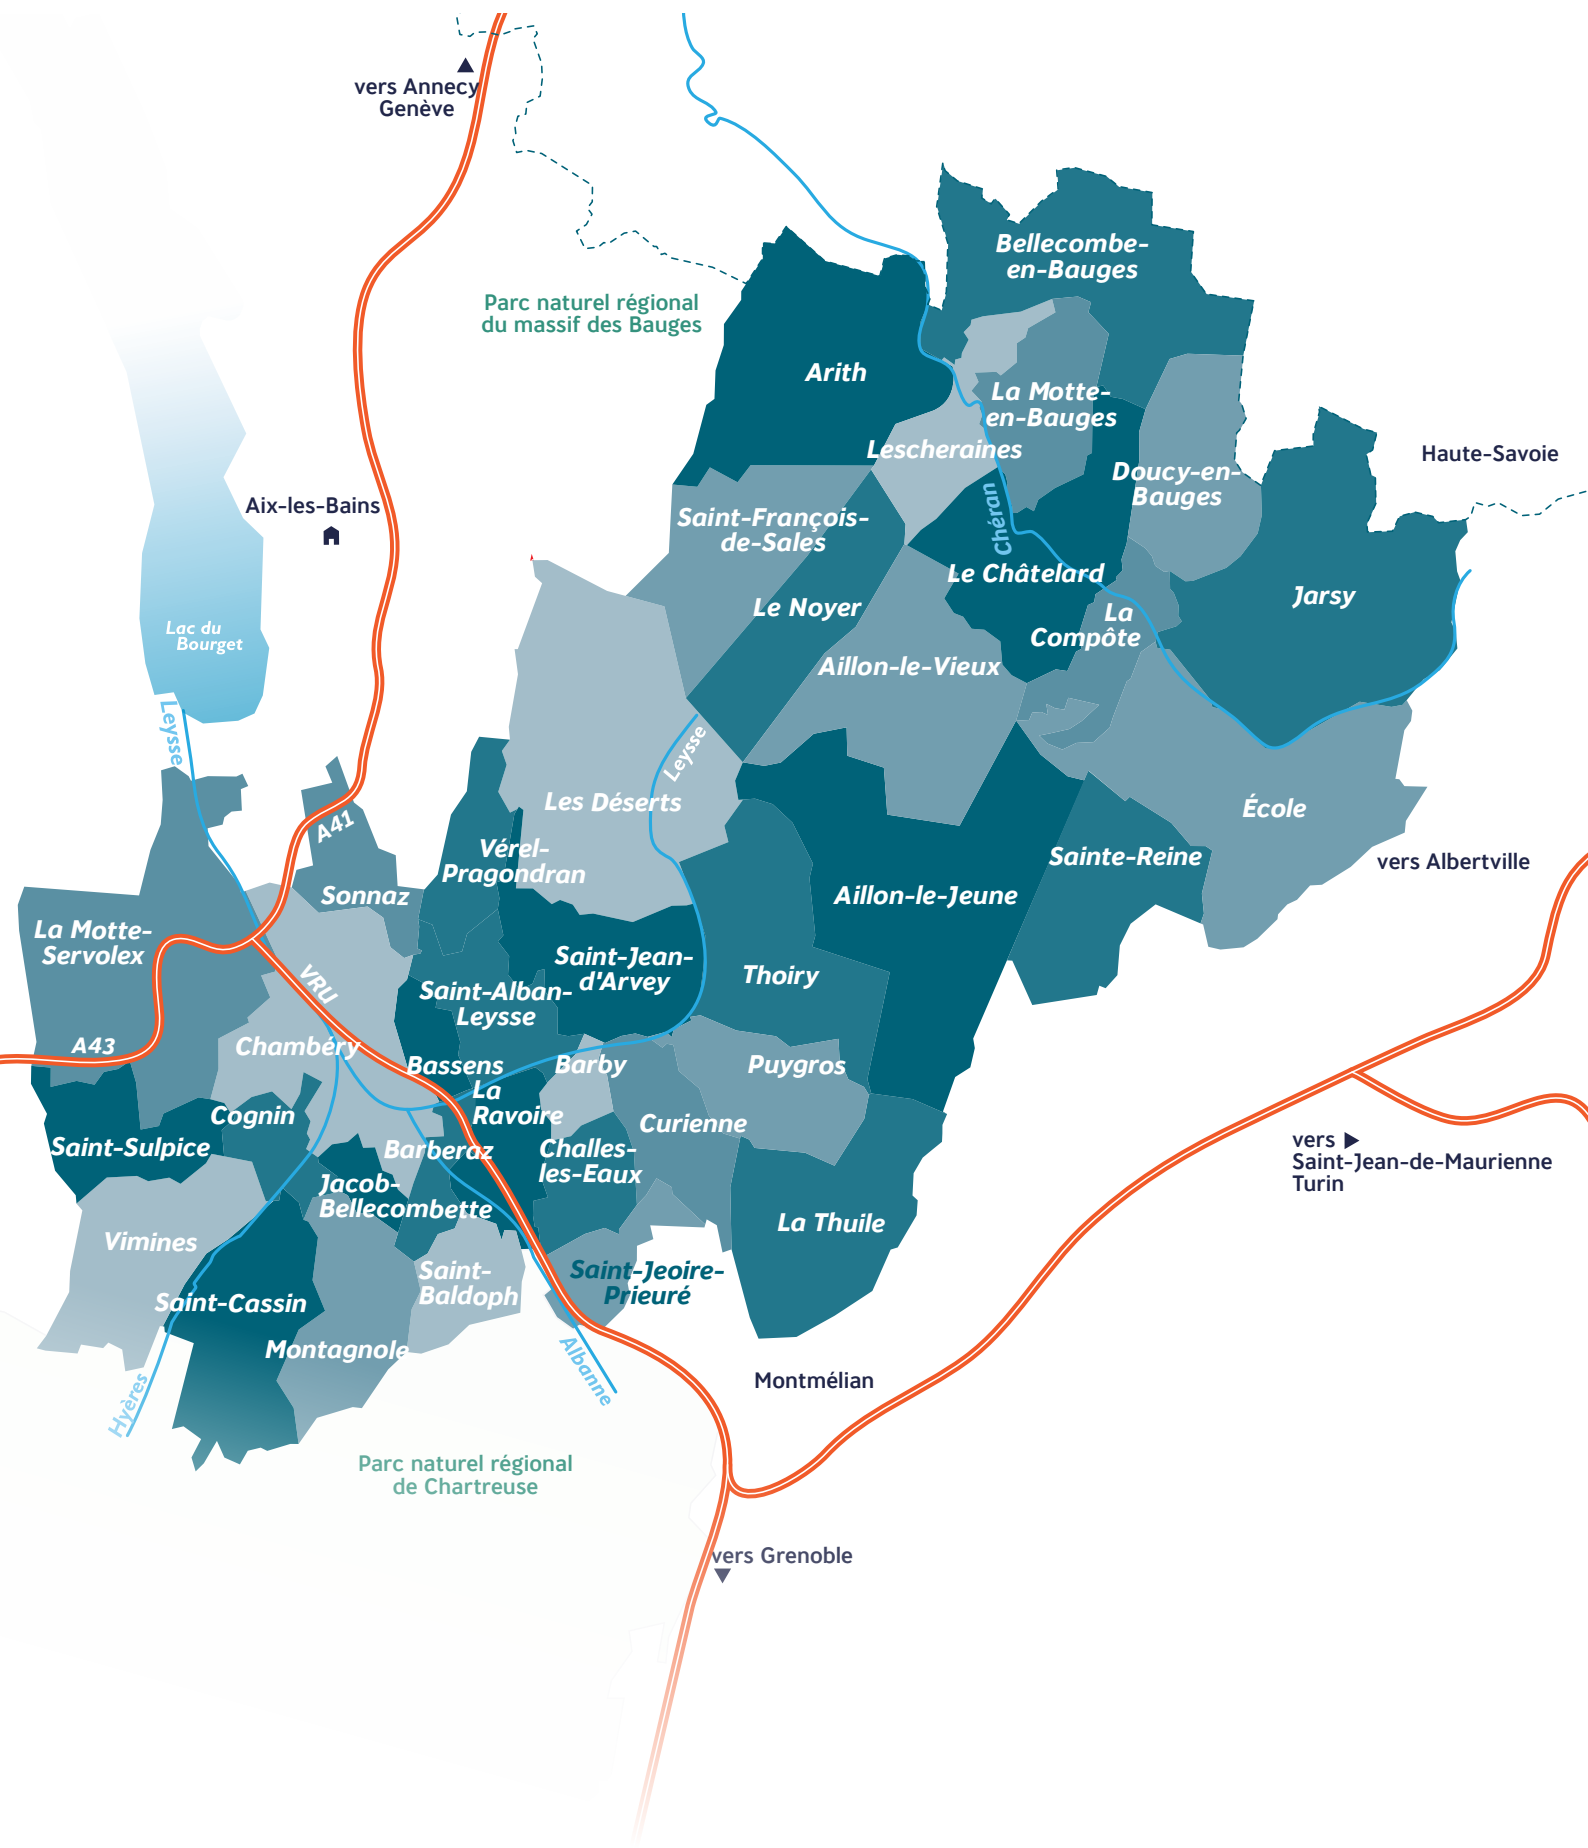 vers Annecy
Genève
Bellecombe-
en-Bauges
Parc naturel régional
du massif des Bauges
Arith
La Motte-
en-Bauges
Lescheraines
Haute-Savoie
Doucy-en-
Bauges
Aix-les-Bains
Chéran
Saint-François-
de-Sales
Le Châtelard
Jarsy
Le Noyer
La
Compôte
Lac du
Bourget
Aillon-le-Vieux
Leysse
Leysse
Les Déserts
École
A41
Vérel-
Pragondran
Sainte-Reine
vers Albertville
Sonnaz
Aillon-le-Jeune
La Motte-
Servolex
Saint-Jean-
d'Arvey
Thoiry
VRU
Saint-Alban-
Leysse
A43
Chambéry
Bassens
Barby
Puygros
La
Ravoire
Cognin
Curienne
Saint-Sulpice
Barberaz
Challes-
les-Eaux
vers
Saint-Jean-de-Maurienne
Turin
Jacob-
Bellecombette
La Thuile
Vimines
Saint-
Baldoph
Saint-Jeoire-
Prieuré
Saint-Cassin
Montagnole
Albanne
Montmélian
Hyères
Parc naturel régional
de Chartreuse
vers Grenoble